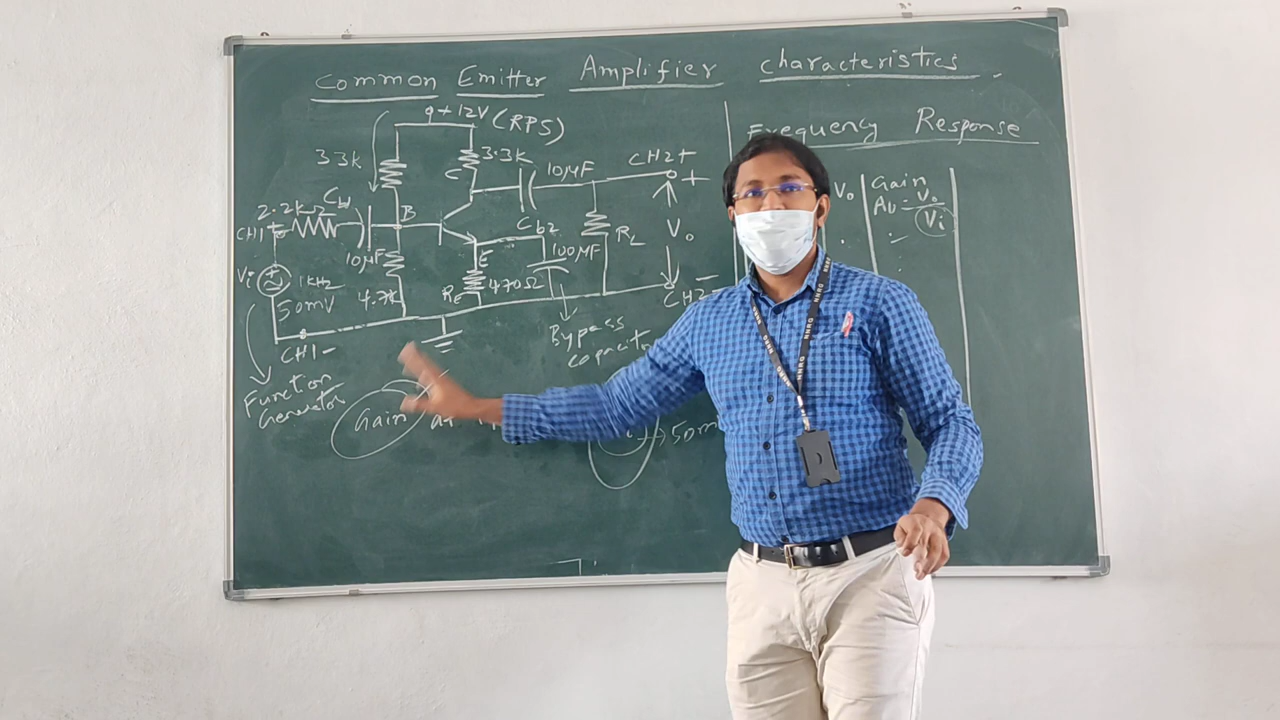 Common Emitter Amplifier characteristics
+12V (RPS)
33k
3.3k
C
10µF
CH2+
+
2.2kΩ
Cb1
B
CH1+
Cb2
RL
Vo
10µF
E
100µF
Vi
1kHz
50mV
4.7k
RE
470Ω
CH2-
CH1-
Bypass
capacitor
Function
Generator
Gain
50m
Frequency Response
Vo
Gain
Av = Vo
Vi
NNRG
NNRG